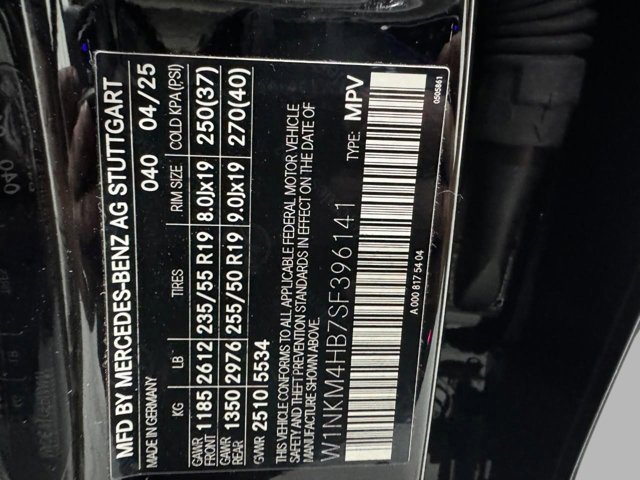 MFD BY MERCEDES-BENZ AG STUTTGART
MADE IN GERMANY 040 04/25
KG LB TIRES RIM SIZE COLD KPA(PSI)
GAWR FRONT 1185 2612 235/55 R19 8.0Jx19 250(37)
GAWR REAR 1350 2976 255/50 R19 9.0Jx19 270(40)
GVWR 2510 5534
THIS VEHICLE CONFORMS TO ALL APPLICABLE FEDERAL MOTOR VEHICLE
SAFETY AND THEFT PREVENTION STANDARDS IN EFFECT ON THE DATE OF
MANUFACTURE SHOWN ABOVE.
W1NKM4HB7SF396141 TYPE: MPV
A 000 817 54 04
0505861